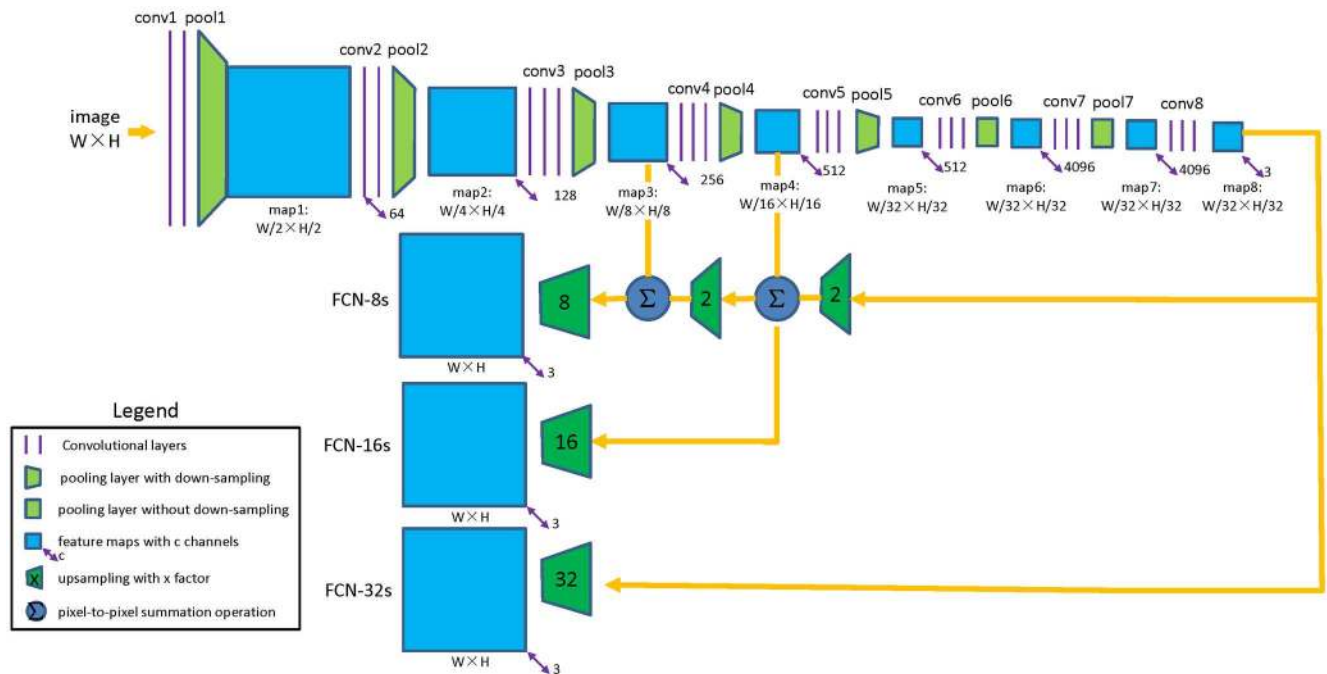 conv1 pool1
conv2 pool2
conv3 pool3
conv4 pool4
conv5 pool5
conv6 pool6
conv7 pool7
conv8
image
W×H
64
128
256
512
512
4096
4096
3
map1:
W/2×H/2
map2:
W/4×H/4
map3:
W/8×H/8
map4:
W/16×H/16
map5:
W/32×H/32
map6:
W/32×H/32
map7:
W/32×H/32
map8:
W/32×H/32
FCN-8s
8
Σ
2
Σ
2
W×H
3
FCN-16s
16
W×H
3
FCN-32s
32
W×H
3
Legend
Convolutional layers
pooling layer with down-sampling
pooling layer without down-sampling
feature maps with c channels
c
x upsampling with x factor
Σ pixel-to-pixel summation operation